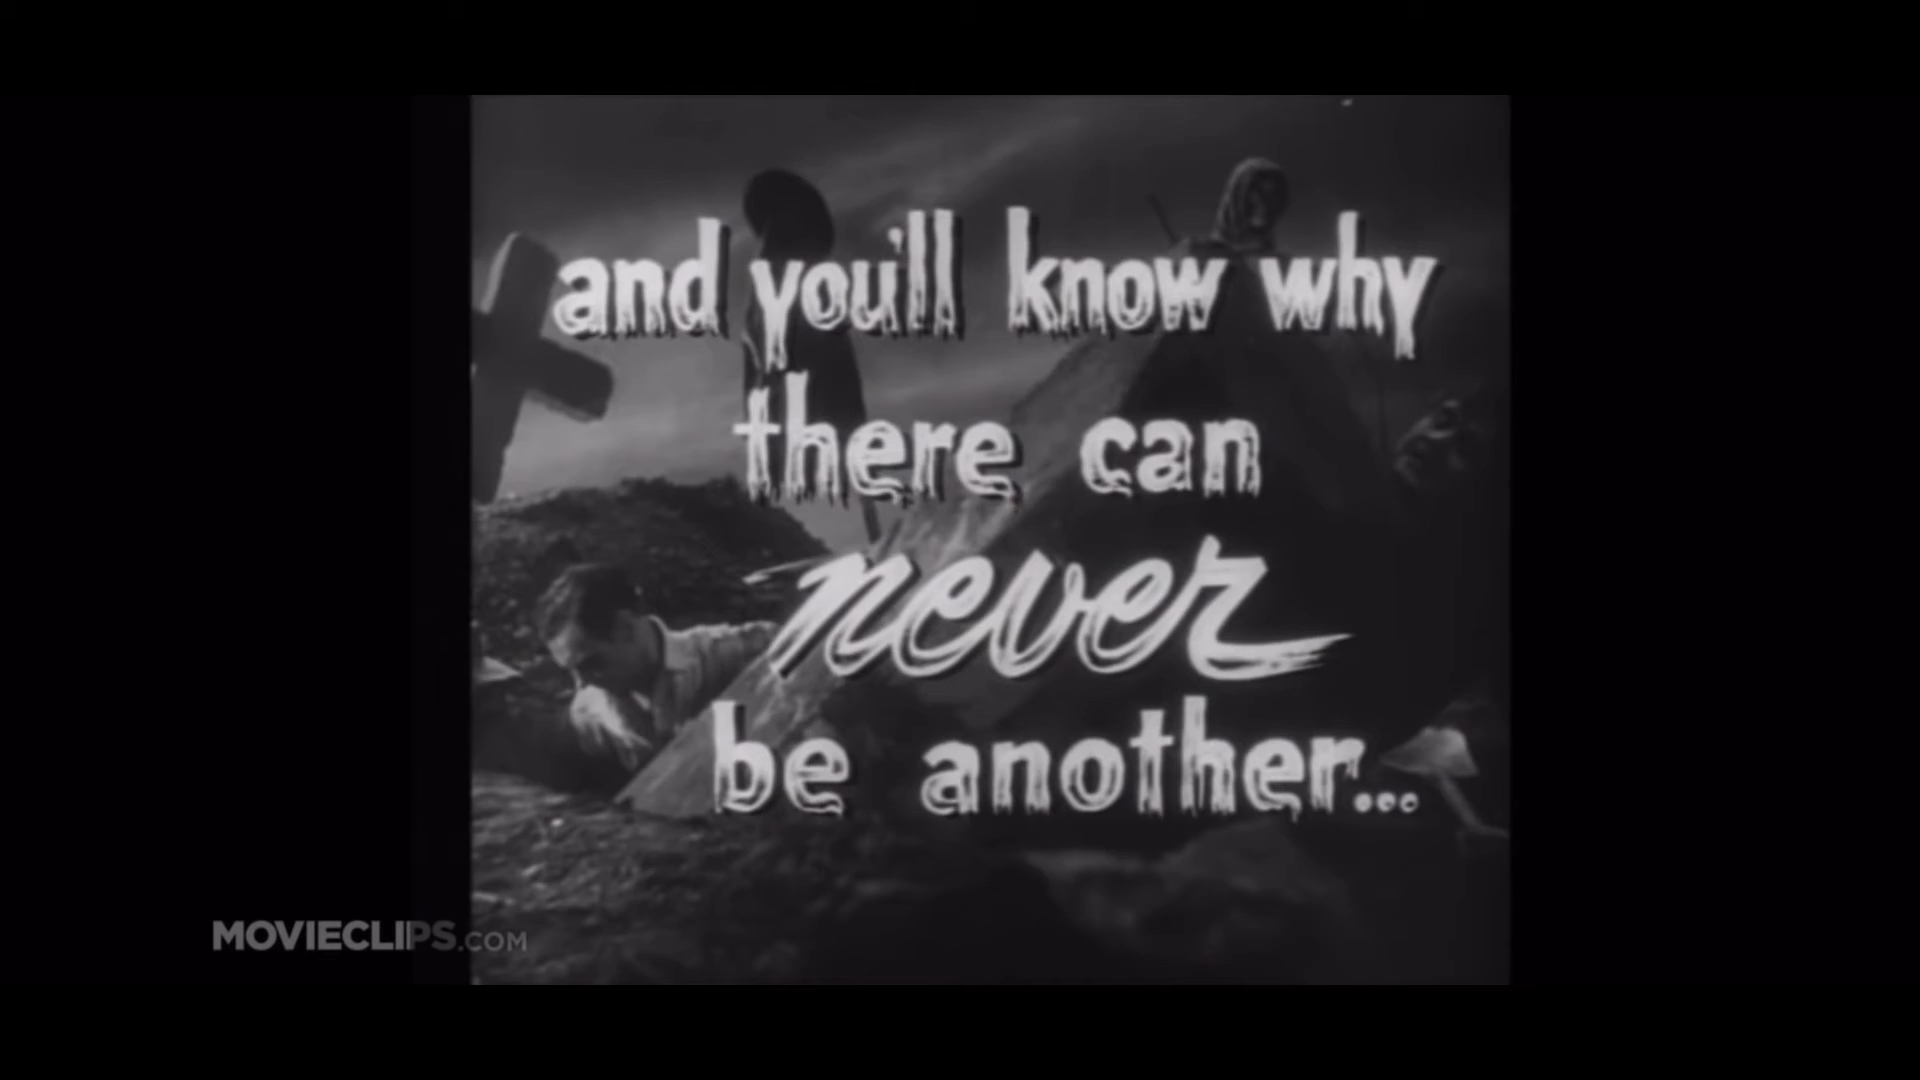 and you'll know why
there can
never
be another...
MOVIECLIPS.COM